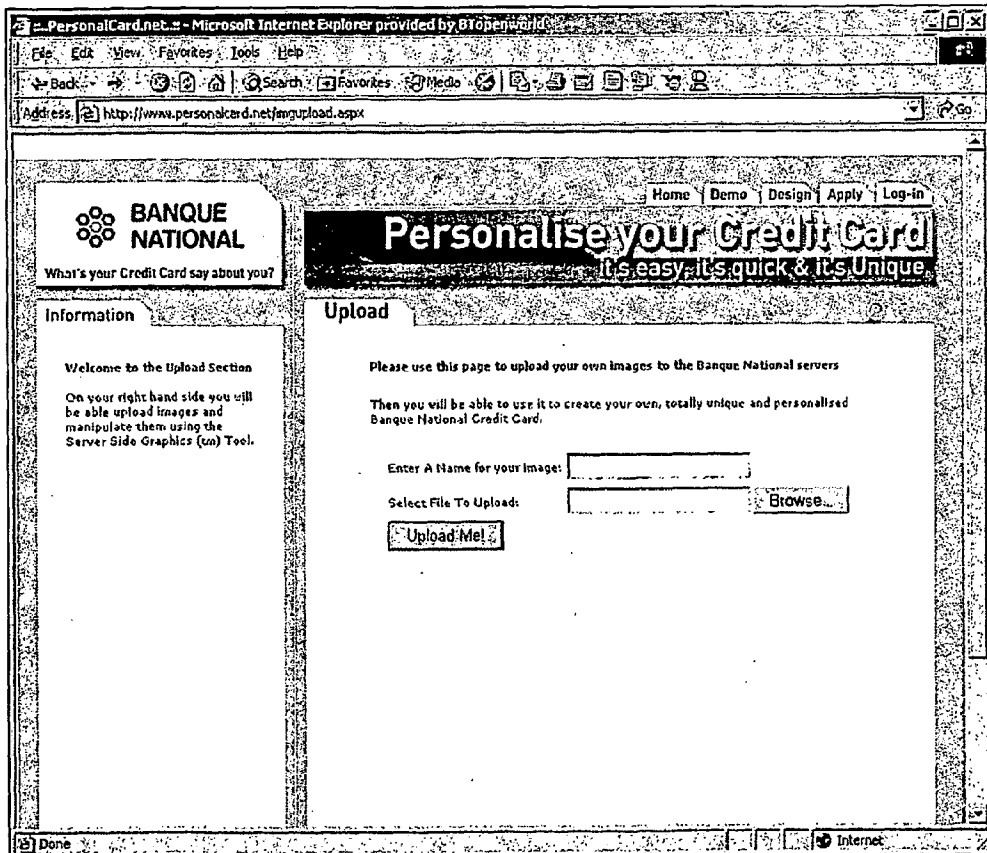 ::..PersonalCard.net..:: - Microsoft Internet Explorer provided by BTopenworld
File Edit View Favorites Tools Help
Back Search Favorites Media
Address http://www.personalcard.net/imgupload.aspx Go
Home Demo Design Apply Log-in
BANQUE
NATIONAL
What's your Credit Card say about you?
Personalise your Credit Card
it's easy, it's quick & it's Unique.
Information
Welcome to the Upload Section
On your right hand side you will
be able upload images and
manipulate them using the
Server Side Graphics (tm) Tool.
Upload
Please use this page to upload your own images to the Banque National servers
Then you will be able to use it to create your own, totally unique and personalised
Banque National Credit Card.
Enter A Name for your Image:
Select File To Upload:
Browse...
Upload Me!
Done
Internet